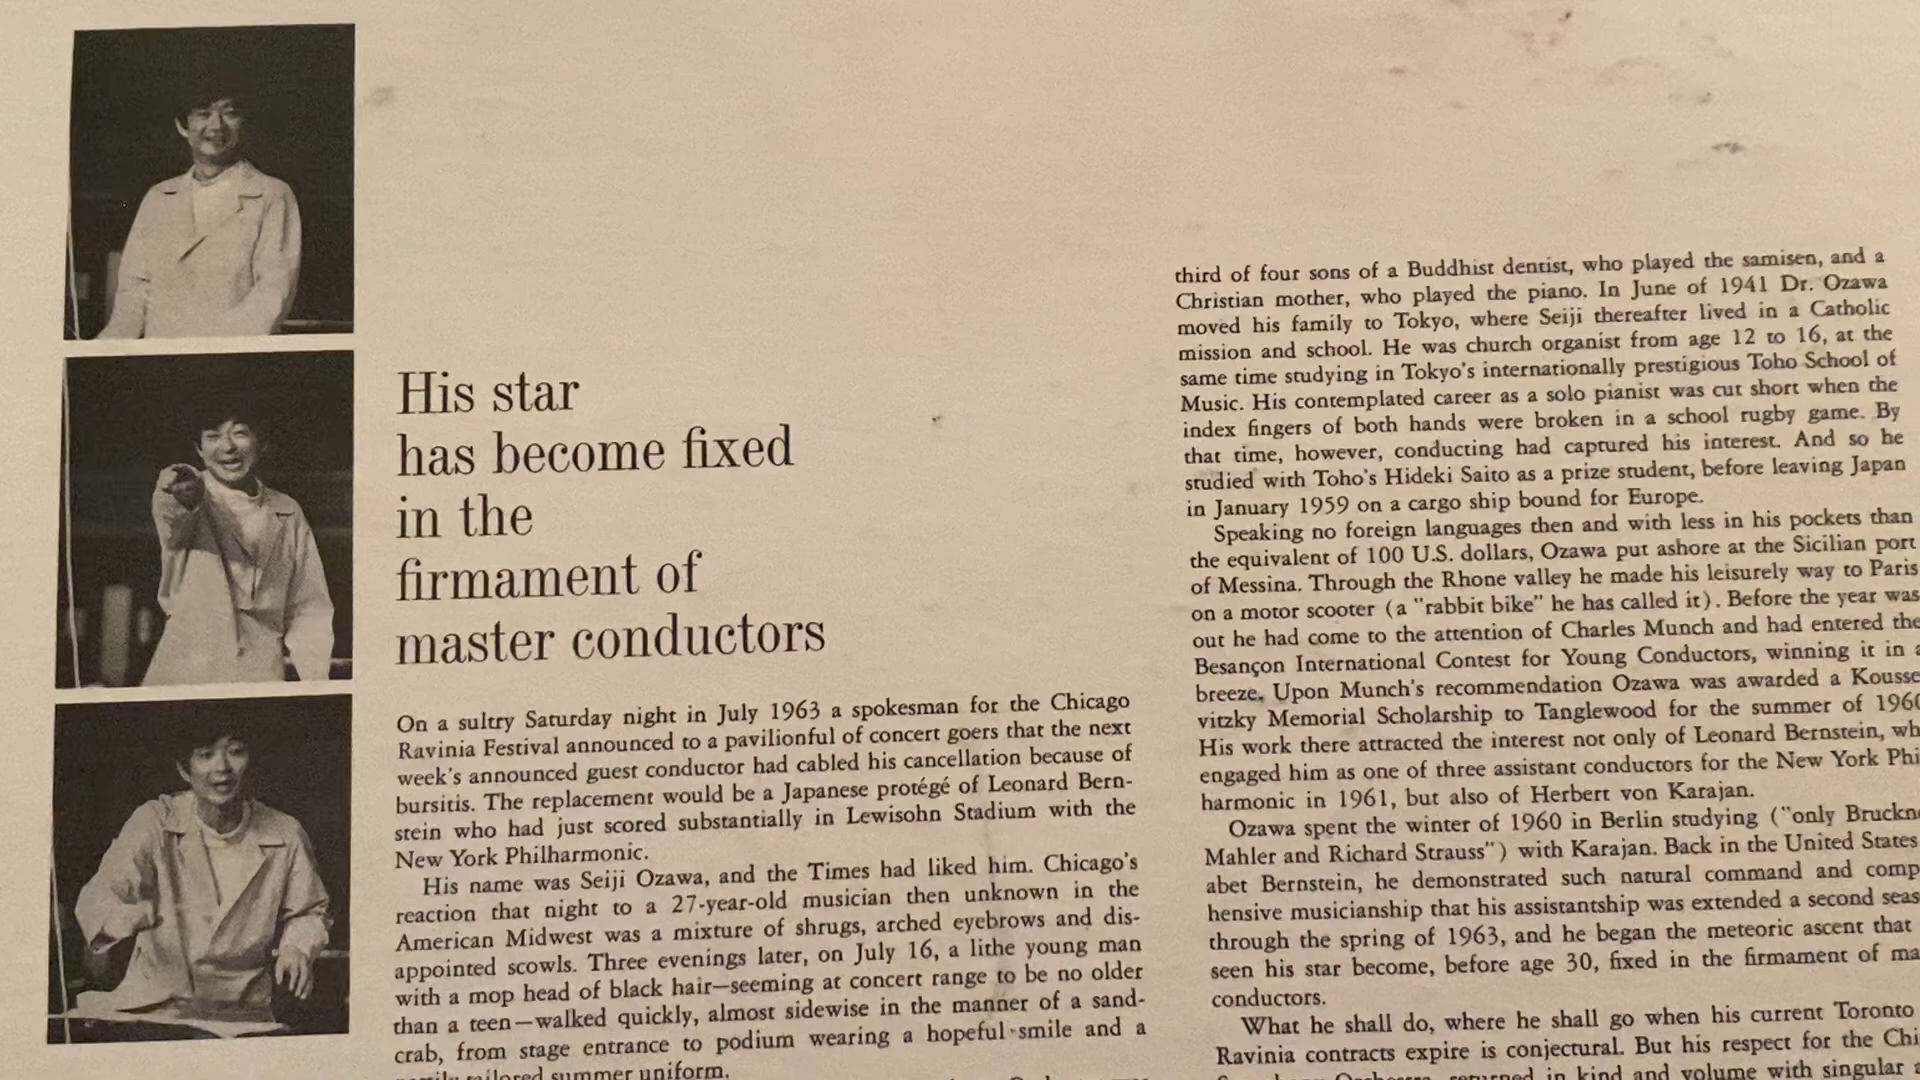 His star
has become fixed
in the
firmament of
master conductors
On a sultry Saturday night in July 1963 a spokesman for the Chicago
Ravinia Festival announced to a pavilionful of concert goers that the next
week's announced guest conductor had cabled his cancellation because of
bursitis. The replacement would be a Japanese protégé of Leonard Bern-
stein who had just scored substantially in Lewisohn Stadium with the
New York Philharmonic.
His name was Seiji Ozawa, and the Times had liked him. Chicago's
reaction that night to a 27-year-old musician then unknown in the
American Midwest was a mixture of shrugs, arched eyebrows and dis-
appointed scowls. Three evenings later, on July 16, a lithe young man
with a mop head of black hair—seeming at concert range to be no older
than a teen—walked quickly, almost sidewise in the manner of a sand-
crab, from stage entrance to podium wearing a hopeful smile and a
tailored summer uniform.
third of four sons of a Buddhist dentist, who played the samisen, and a
Christian mother, who played the piano. In June of 1941 Dr. Ozawa
moved his family to Tokyo, where Seiji thereafter lived in a Catholic
mission and school. He was church organist from age 12 to 16, at the
same time studying in Tokyo's internationally prestigious Toho School of
Music. His contemplated career as a solo pianist was cut short when the
index fingers of both hands were broken in a school rugby game. By
that time, however, conducting had captured his interest. And so he
studied with Toho's Hideki Saito as a prize student, before leaving Japan
in January 1959 on a cargo ship bound for Europe.
Speaking no foreign languages then and with less in his pockets than
the equivalent of 100 U.S. dollars, Ozawa put ashore at the Sicilian port
of Messina. Through the Rhone valley he made his leisurely way to Paris
on a motor scooter (a "rabbit bike" he has called it). Before the year was
out he had come to the attention of Charles Munch and had entered the
Besançon International Contest for Young Conductors, winning it in a
breeze. Upon Munch's recommendation Ozawa was awarded a Kousse
vitzky Memorial Scholarship to Tanglewood for the summer of 1960
His work there attracted the interest not only of Leonard Bernstein, wh
engaged him as one of three assistant conductors for the New York Phi
harmonic in 1961, but also of Herbert von Karajan.
Ozawa spent the winter of 1960 in Berlin studying ("only Bruckn
Mahler and Richard Strauss") with Karajan. Back in the United States
abet Bernstein, he demonstrated such natural command and comp
hensive musicianship that his assistantship was extended a second seas
through the spring of 1963, and he began the meteoric ascent that
seen his star become, before age 30, fixed in the firmament of ma
conductors.
What he shall do, where he shall go when his current Toronto
Ravinia contracts expire is conjectural. But his respect for the Chi
returned in kind and volume with singular